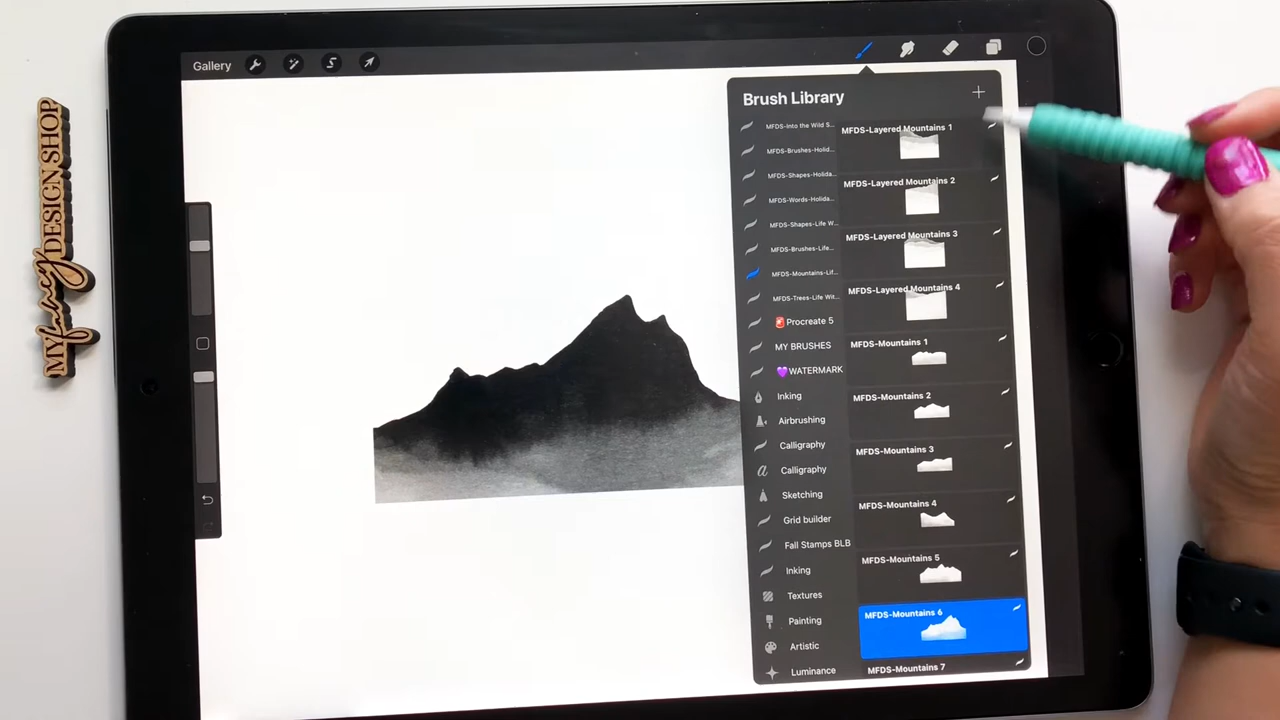 MY fancy DESIGN SHOP
Gallery
Brush Library
MFDS-Into the Wild S...
MFDS-Brushes-Holid...
MFDS-Shapes-Holida...
MFDS-Words-Holida...
MFDS-Shapes-Life W...
MFDS-Brushes-Life...
MFDS-Mountains-Lif...
MFDS-Trees-Life Wit...
🚨Procreate 5
MY BRUSHES
💜WATERMARK
Inking
Airbrushing
Calligraphy
Calligraphy
Sketching
Grid builder
Fall Stamps BLB
Inking
Textures
Painting
Artistic
Luminance
MFDS-Layered Mountains 1
MFDS-Layered Mountains 2
MFDS-Layered Mountains 3
MFDS-Layered Mountains 4
MFDS-Mountains 1
MFDS-Mountains 2
MFDS-Mountains 3
MFDS-Mountains 4
MFDS-Mountains 5
MFDS-Mountains 6
MFDS-Mountains 7